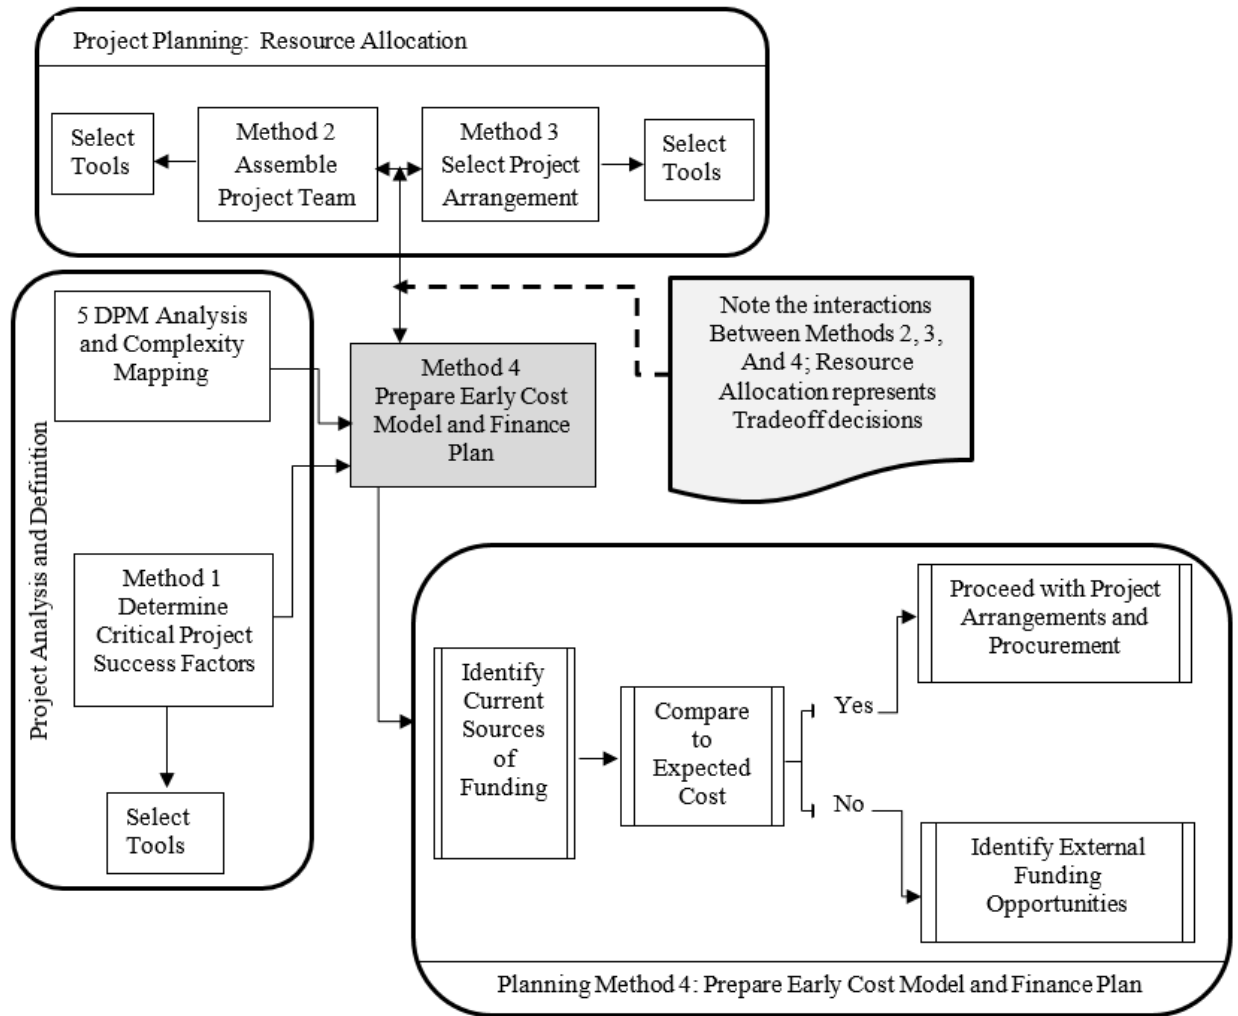 Project Planning: Resource Allocation
Select
Tools
Method 2
Assemble
Project Team
Method 3
Select Project
Arrangement
Select
Tools
Project Analysis and Definition
5 DPM Analysis
and Complexity
Mapping
Method 1
Determine
Critical Project
Success Factors
Select
Tools
Method 4
Prepare Early Cost
Model and Finance
Plan
Note the interactions
Between Methods 2, 3,
And 4; Resource
Allocation represents
Tradeoff decisions
Identify
Current
Sources
of
Funding
Compare
to
Expected
Cost
Yes
No
Proceed with Project
Arrangements and
Procurement
Identify External
Funding
Opportunities
Planning Method 4: Prepare Early Cost Model and Finance Plan